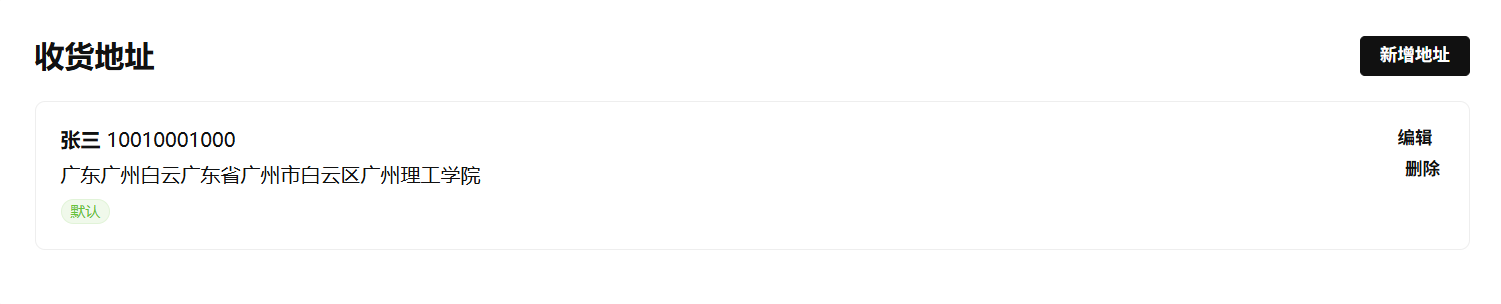 收货地址
新增地址
张三 10010001000
编辑
广东广州白云广东省广州市白云区广州理工学院
删除
默认